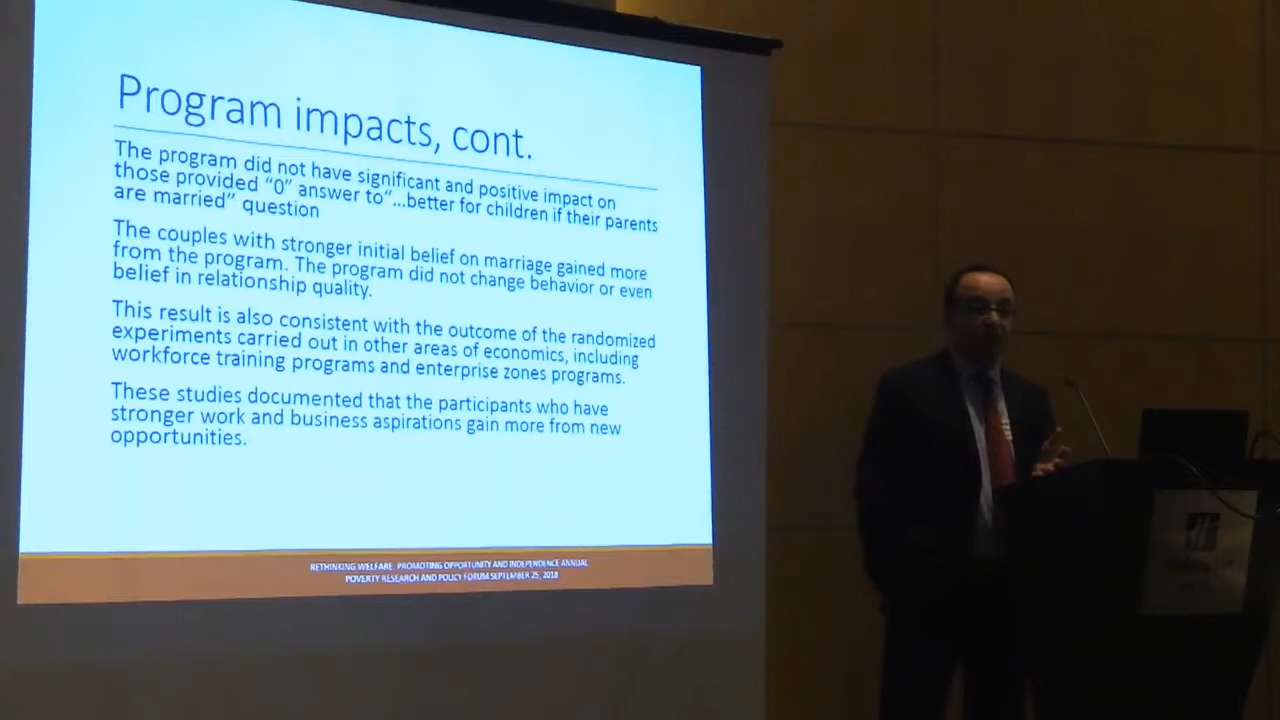 Program impacts, cont.
The program did not have significant and positive impact on
those provided "0" answer to"...better for children if their parents
are married" question
The couples with stronger initial belief on marriage gained more
from the program. The program did not change behavior or even
belief in relationship quality.
This result is also consistent with the outcome of the randomized
experiments carried out in other areas of economics, including
workforce training programs and enterprise zones programs.
These studies documented that the participants who have
stronger work and business aspirations gain more from new
opportunities.
RETHINKING WELFARE: PROMOTING OPPORTUNITY AND INDEPENDENCE ANNUAL
POVERTY RESEARCH AND POLICY FORUM SEPTEMBER 25, 2018